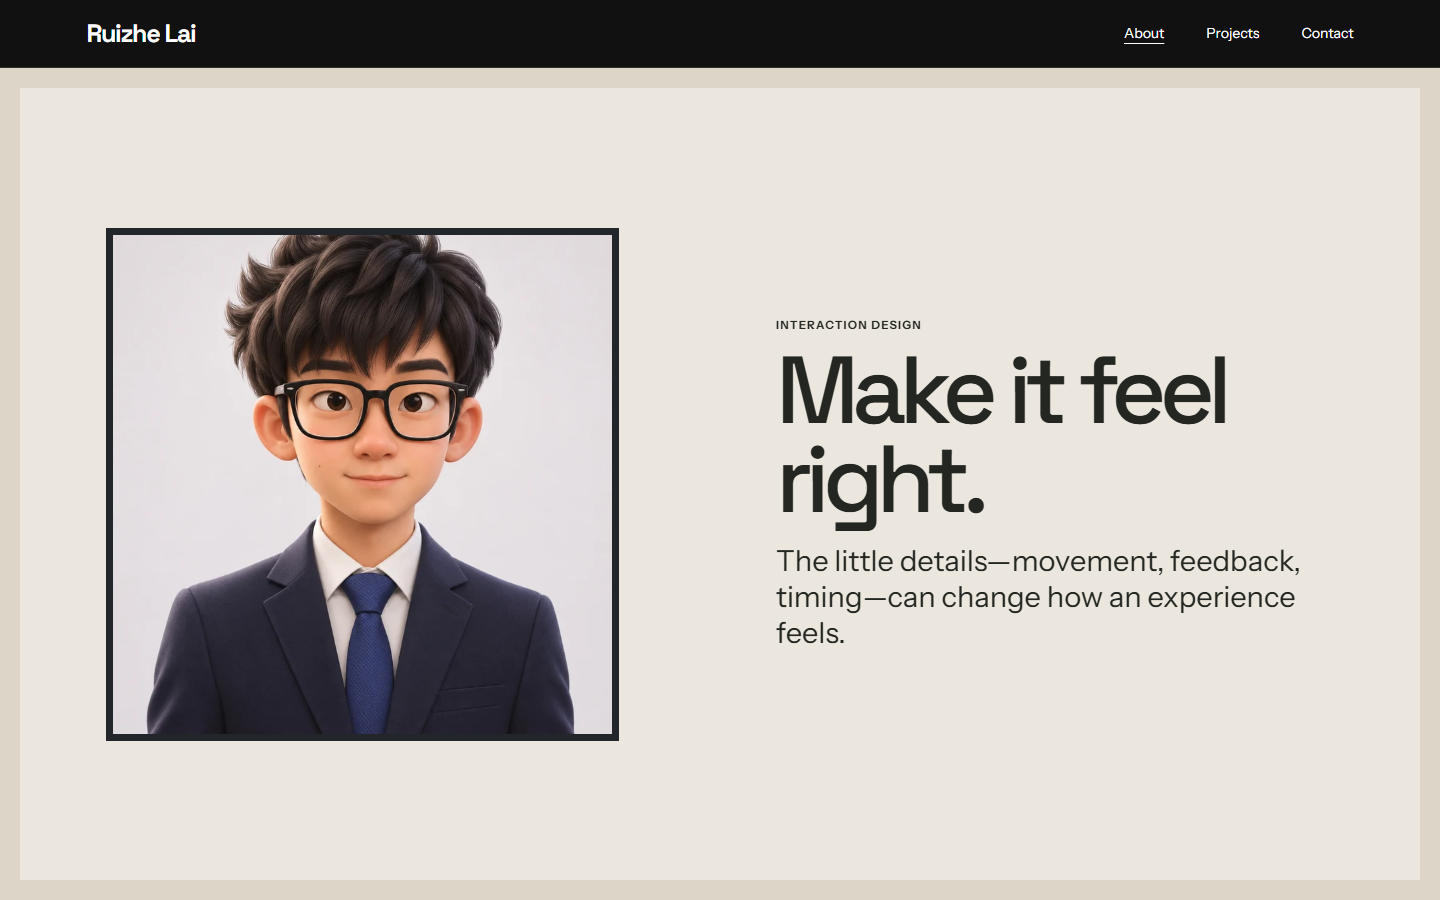 Ruizhe Lai
About
Projects
Contact
INTERACTION DESIGN
Make it feel
right.
The little details—movement, feedback,
timing—can change how an experience
feels.